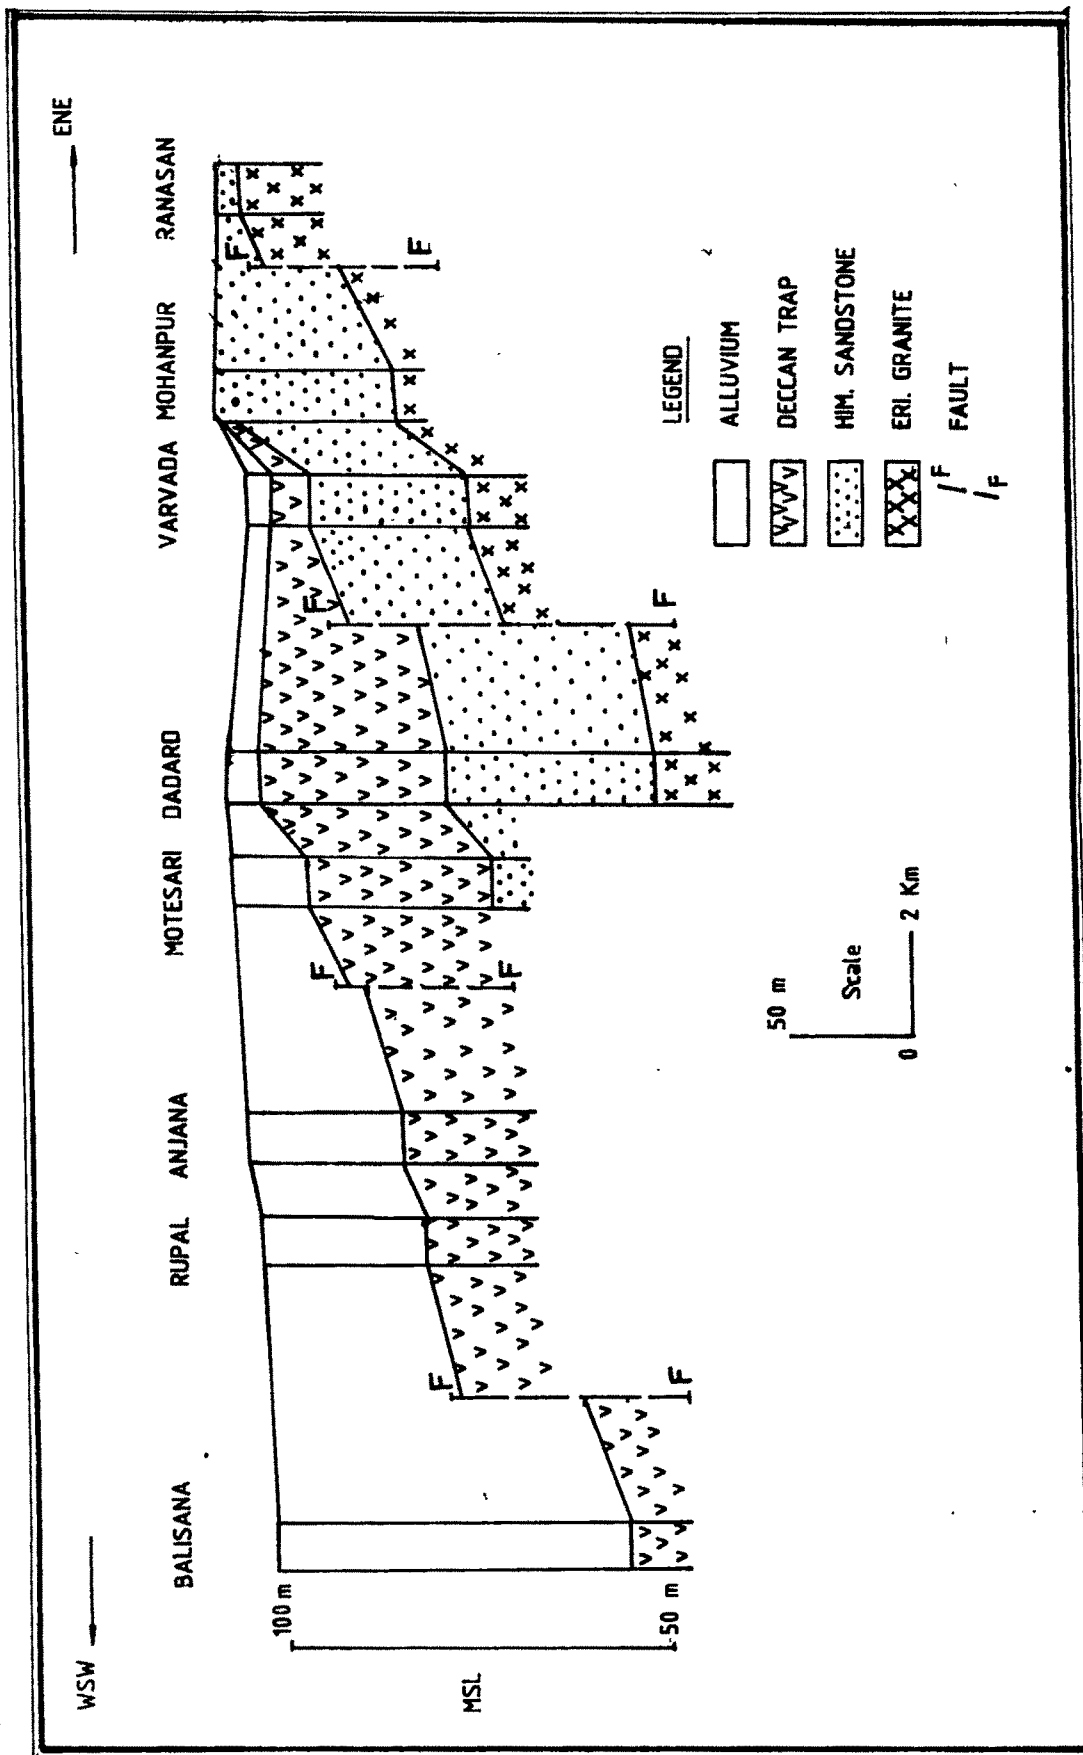 WSW
ENE
BALISANA
RUPAL
ANJANA
MOTESARI
DADARD
VARVADA
MOHANPUR
RANASAN
100 m
MSL
-50 m
F
F
F
F
F
F
F
F
50 m
Scale
0
2 Km
LEGEND
ALLUVIUM
DECCAN TRAP
HIM. SANDSTONE
ERI. GRANITE
F
F
FAULT